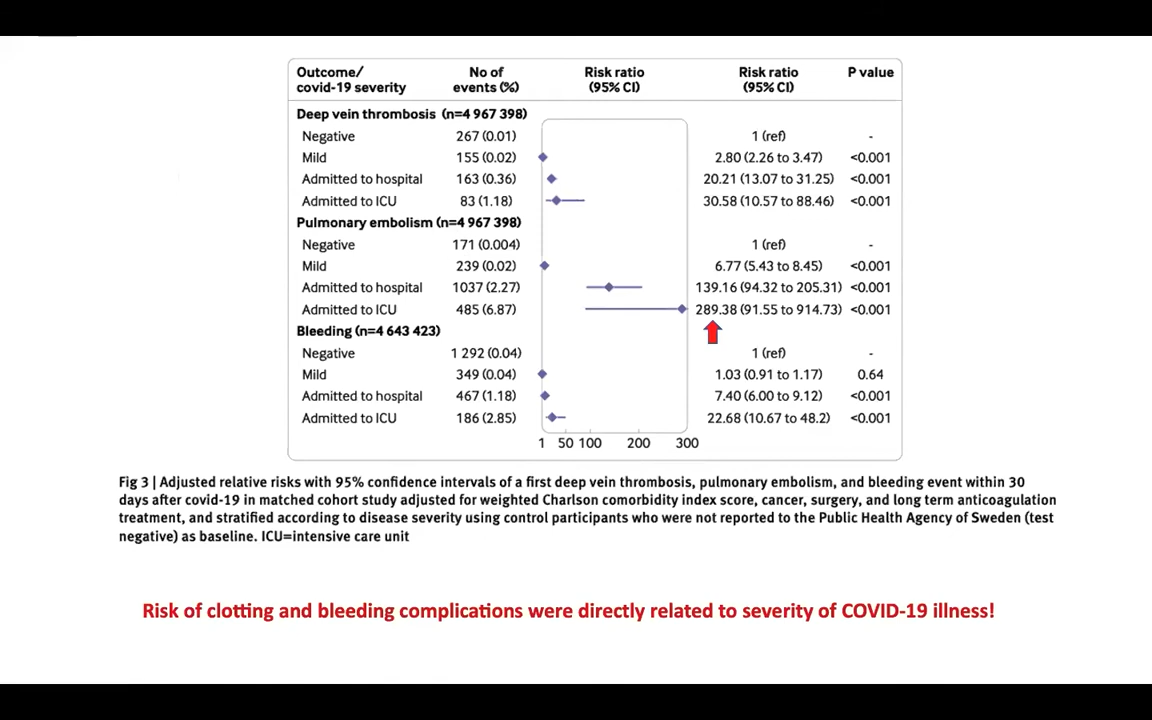 Outcome/ No of Risk ratio Risk ratio P value
covid-19 severity events (%) (95% CI) (95% CI)
Deep vein thrombosis (n=4 967 398)
Negative 267 (0.01) 1 (ref) -
Mild 155 (0.02) 2.80 (2.26 to 3.47) <0.001
Admitted to hospital 163 (0.36) 20.21 (13.07 to 31.25) <0.001
Admitted to ICU 83 (1.18) 30.58 (10.57 to 88.46) <0.001
Pulmonary embolism (n=4 967 398)
Negative 171 (0.004) 1 (ref) -
Mild 239 (0.02) 6.77 (5.43 to 8.45) <0.001
Admitted to hospital 1037 (2.27) 139.16 (94.32 to 205.31) <0.001
Admitted to ICU 485 (6.87) 289.38 (91.55 to 914.73) <0.001
Bleeding (n=4 643 423)
Negative 1 292 (0.04) 1 (ref) -
Mild 349 (0.04) 1.03 (0.91 to 1.17) 0.64
Admitted to hospital 467 (1.18) 7.40 (6.00 to 9.12) <0.001
Admitted to ICU 186 (2.85) 22.68 (10.67 to 48.2) <0.001
1 50 100 200 300
Fig 3 | Adjusted relative risks with 95% confidence intervals of a first deep vein thrombosis, pulmonary embolism, and bleeding event within 30
days after covid-19 in matched cohort study adjusted for weighted Charlson comorbidity index score, cancer, surgery, and long term anticoagulation
treatment, and stratified according to disease severity using control participants who were not reported to the Public Health Agency of Sweden (test
negative) as baseline. ICU=intensive care unit
Risk of clotting and bleeding complications were directly related to severity of COVID-19 illness!